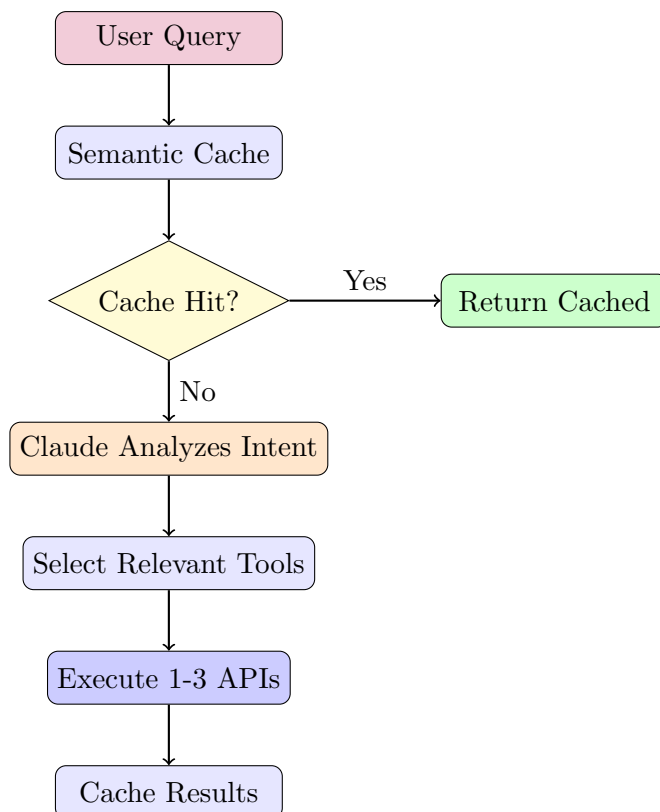 User Query
Semantic Cache
Cache Hit?
Yes
Return Cached
No
Claude Analyzes Intent
Select Relevant Tools
Execute 1-3 APIs
Cache Results